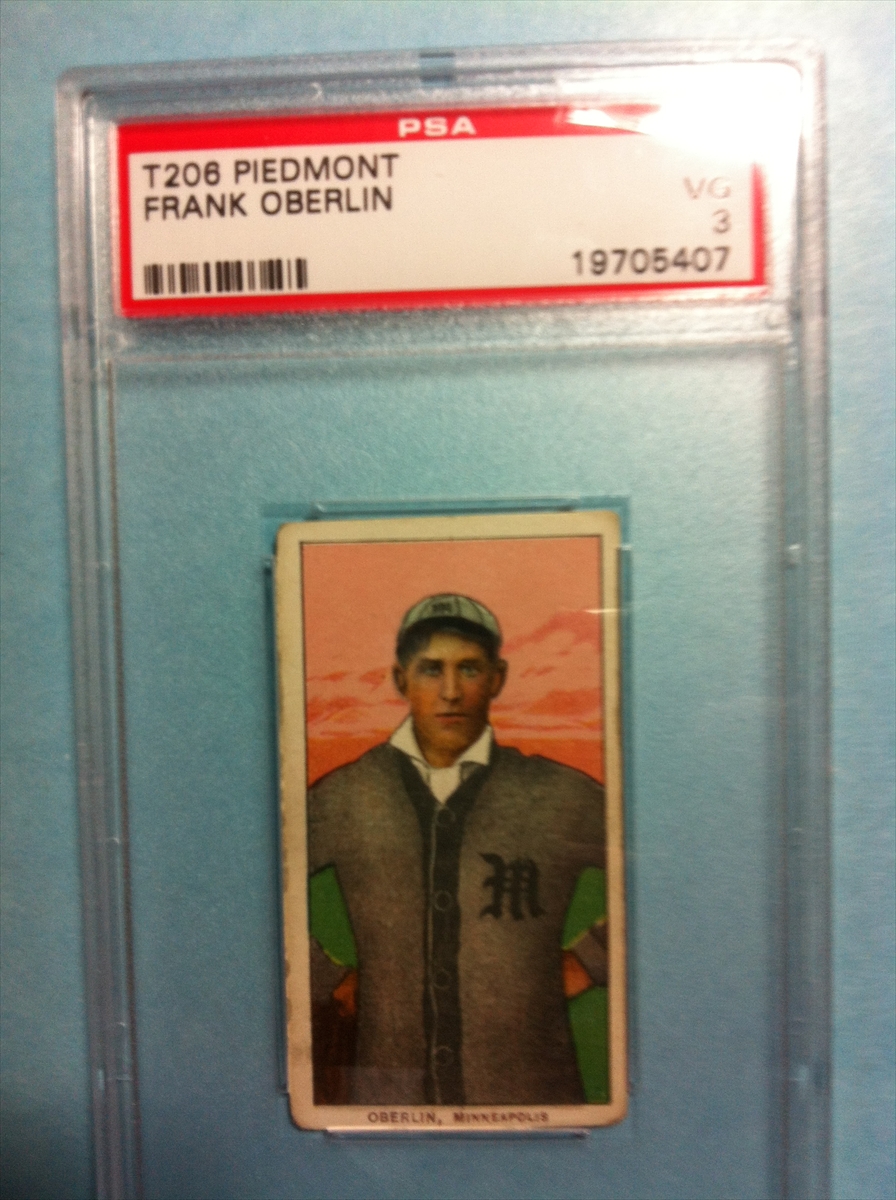 PSA
T206 PIEDMONT
FRANK OBERLIN
VG
3
19705407
M
M
OBERLIN, MINNEAPOLIS